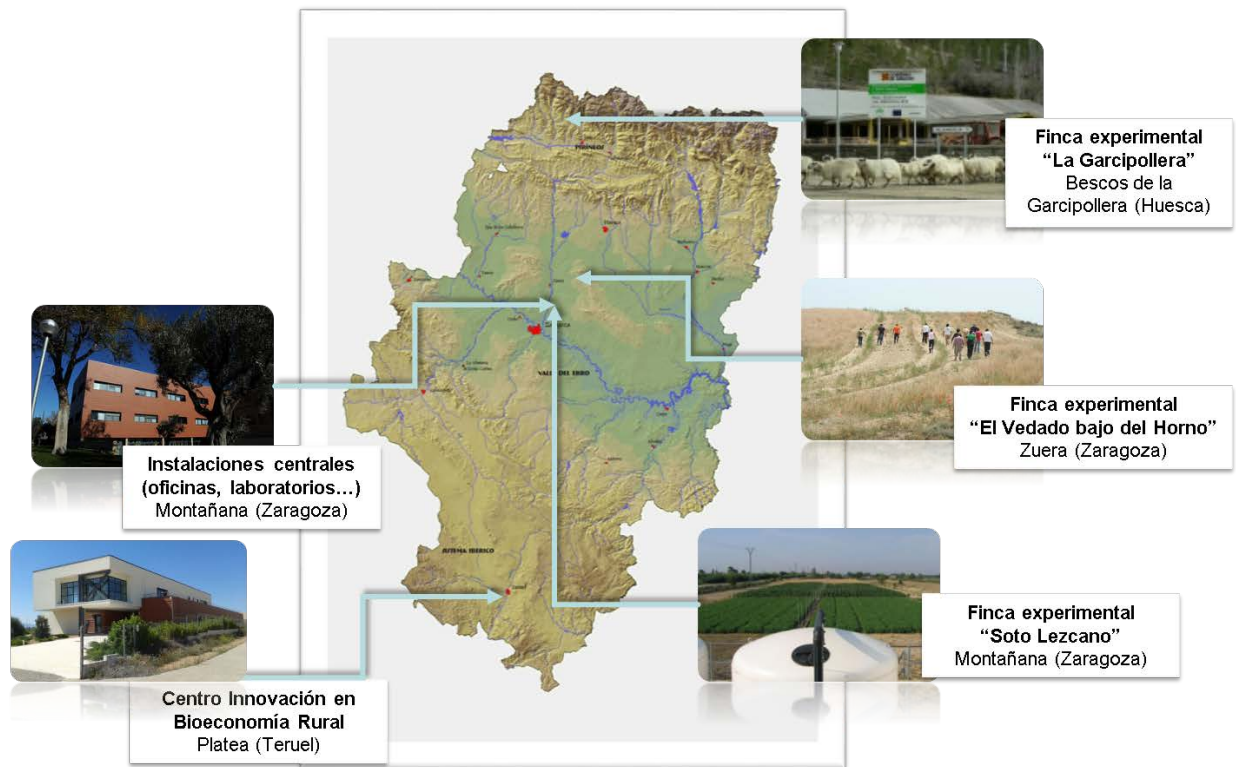 Finca experimental
“La Garcipollera”
Bescos de la
Garcipollera (Huesca)
PIRINEOS
Finca experimental
“El Vedado bajo del Horno”
Zuera (Zaragoza)
VALLE DEL EBRO
Instalaciones centrales
(oficinas, laboratorios…)
Montañana (Zaragoza)
SISTEMA IBERICO
Finca experimental
“Soto Lezcano”
Montañana (Zaragoza)
Centro Innovación en
Bioeconomía Rural
Platea (Teruel)